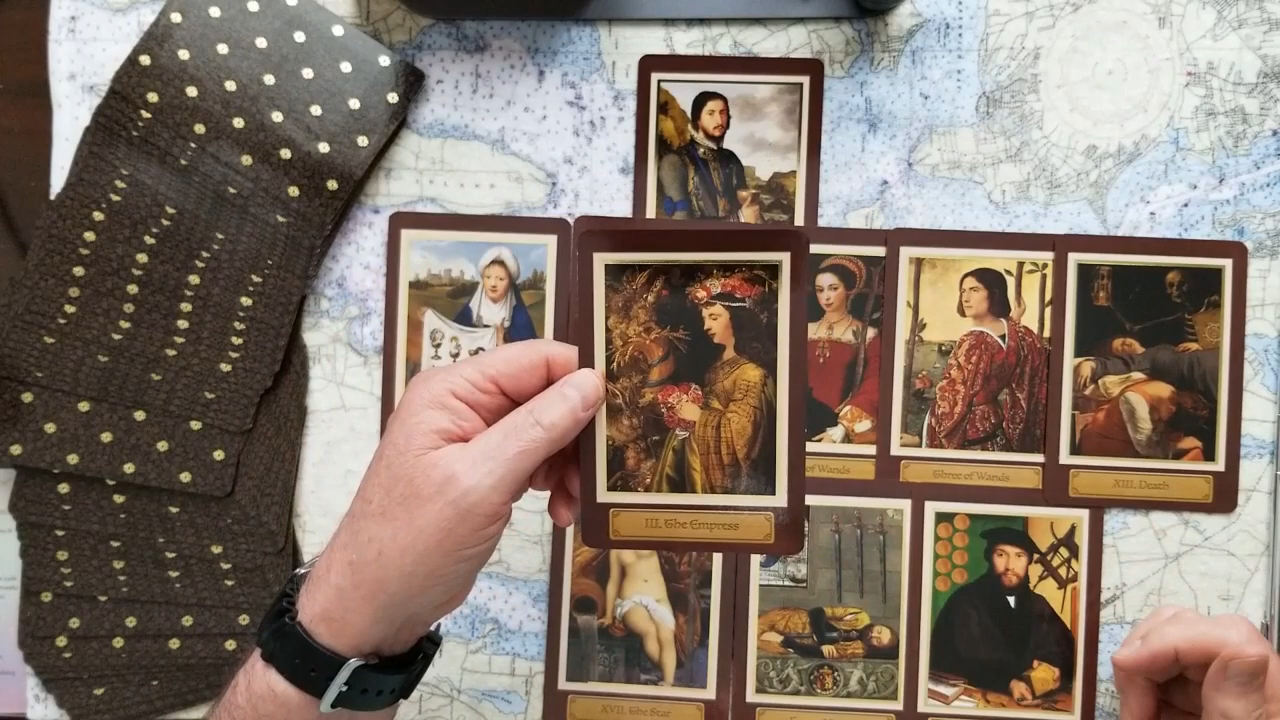 of Wands
Three of Wands
XIII. Death
III. The Empress
XVII. The Star